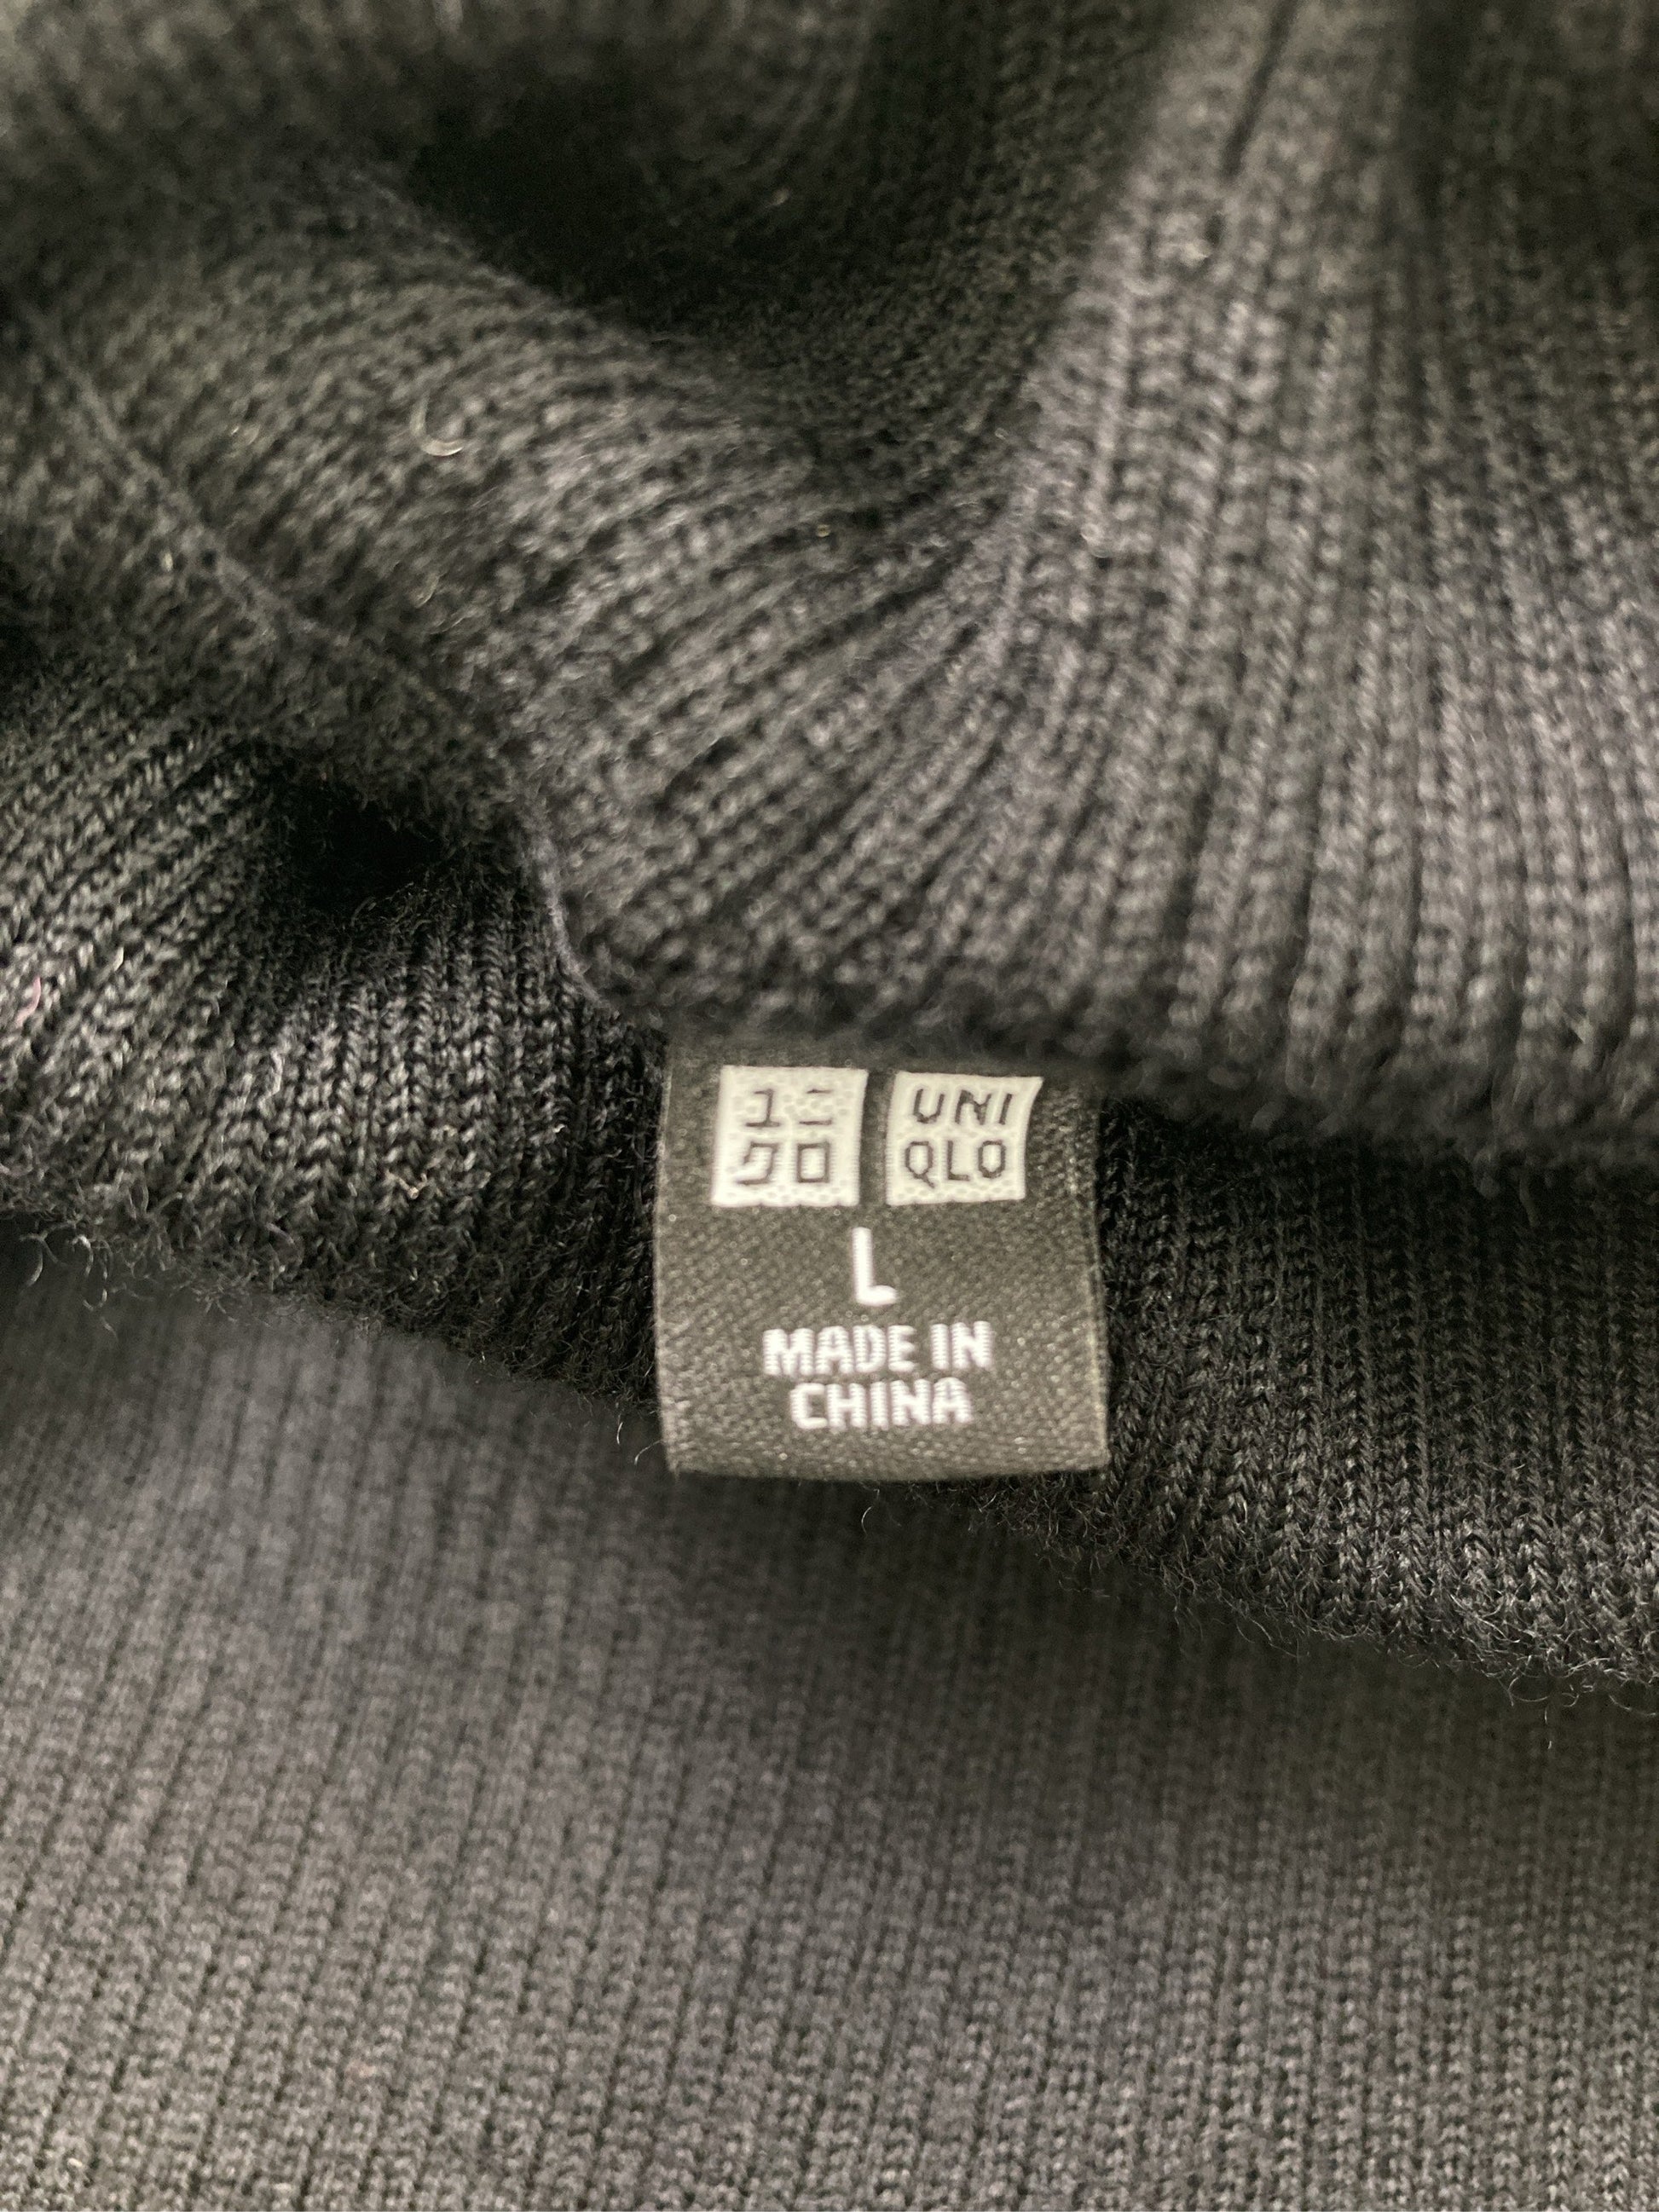 ユニ
クロ
UNI
QLO
L
MADE IN
CHINA